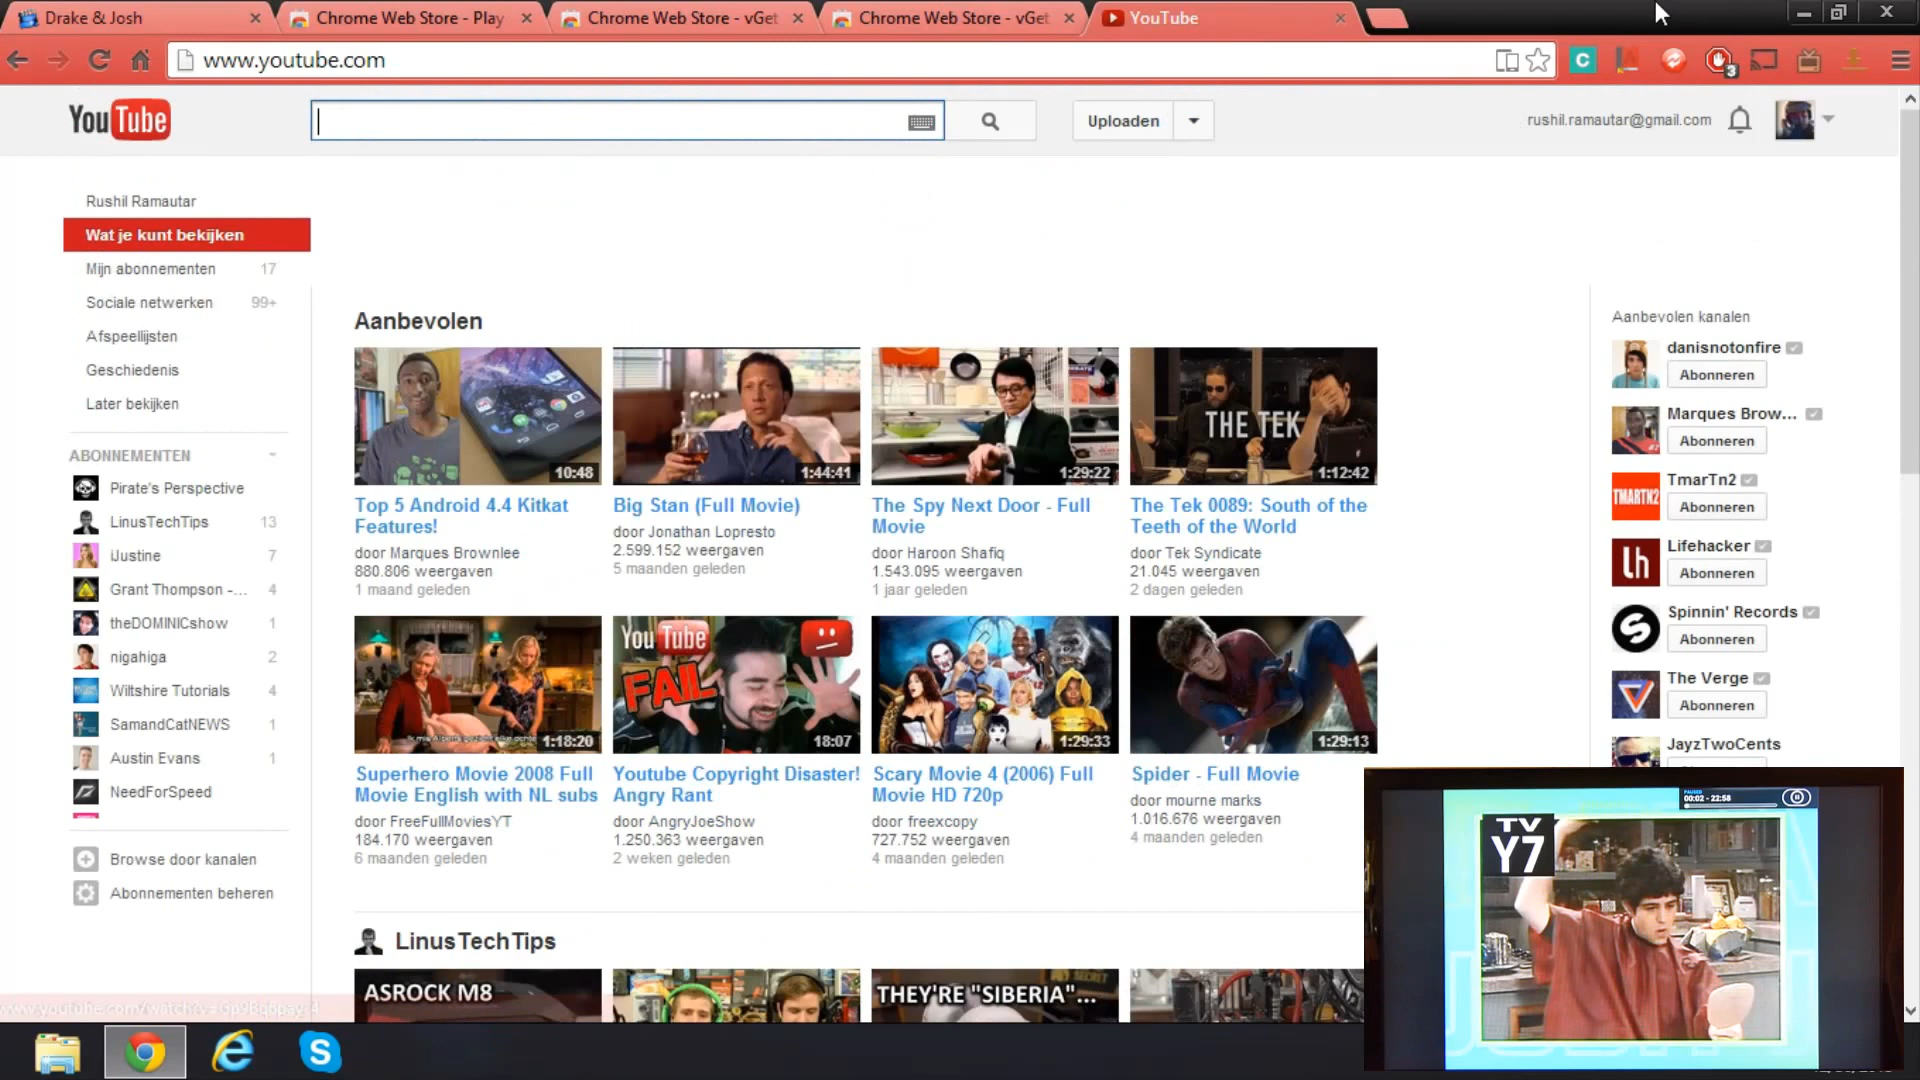 Drake & Josh
Chrome Web Store - Play
Chrome Web Store - vGet
Chrome Web Store - vGet
YouTube
www.youtube.com
C
3
YouTube
Uploaden
rushil.ramautar@gmail.com
Rushil Ramautar
Wat je kunt bekijken
Mijn abonnementen 17
Sociale netwerken 99+
Afspeellijsten
Geschiedenis
Later bekijken
ABONNEMENTEN
Pirate's Perspective
LinusTechTips 13
iJustine 7
Grant Thompson -... 4
theDOMINICshow 1
nigahiga 2
Wiltshire Tutorials 4
SamandCatNEWS 1
Austin Evans 1
NeedForSpeed
Browse door kanalen
Abonnementen beheren
Aanbevolen
10:48
Top 5 Android 4.4 Kitkat
Features!
door Marques Brownlee
880.806 weergaven
1 maand geleden
1:44:41
Big Stan (Full Movie)
door Jonathan Lopresto
2.599.152 weergaven
5 maanden geleden
1:29:22
The Spy Next Door - Full
Movie
door Haroon Shafiq
1.543.095 weergaven
1 jaar geleden
THE TEK
1:12:42
The Tek 0089: South of the
Teeth of the World
door Tek Syndicate
21.045 weergaven
2 dagen geleden
1:18:20
Superhero Movie 2008 Full
Movie English with NL subs
door FreeFullMoviesYT
184.170 weergaven
6 maanden geleden
YouTube
FAIL
18:07
Youtube Copyright Disaster!
Angry Rant
door AngryJoeShow
1.250.363 weergaven
2 weken geleden
1:29:33
Scary Movie 4 (2006) Full
Movie HD 720p
door freexcopy
727.752 weergaven
4 maanden geleden
1:29:13
Spider - Full Movie
door mourne marks
1.016.676 weergaven
4 maanden geleden
LinusTechTips
ASROCK M8
THEY'RE "SIBERIA"...
Aanbevolen kanalen
danisnotonfire
Abonneren
Marques Brow...
Abonneren
TMARTN2
TmarTn2
Abonneren
lh
Lifehacker
Abonneren
Spinnin' Records
Abonneren
The Verge
Abonneren
JayzTwoCents
PAUSED
00:02 - 22:58
TV
Y7